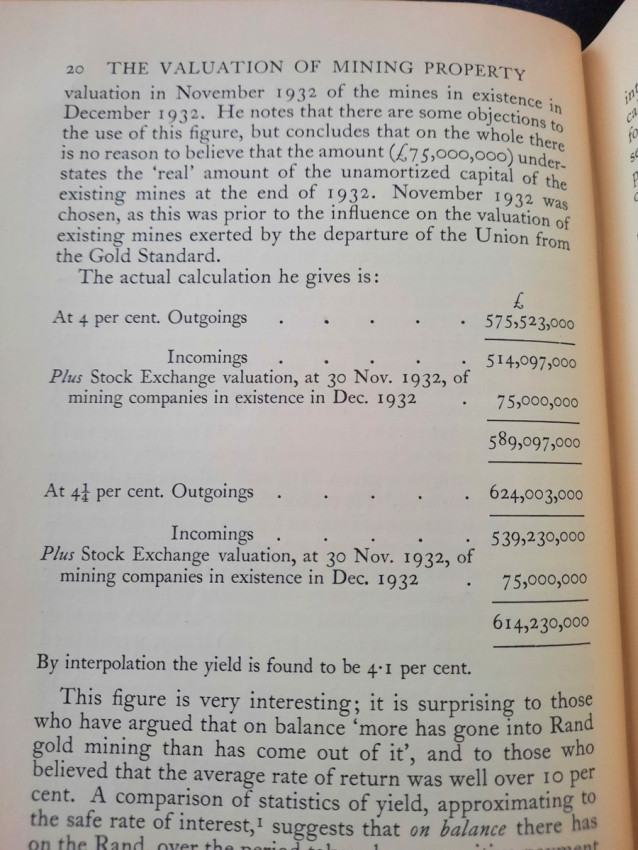 20 THE VALUATION OF MINING PROPERTY
valuation in November 1932 of the mines in existence in
December 1932. He notes that there are some objections to
the use of this figure, but concludes that on the whole there
is no reason to believe that the amount (£75,000,000) under-
states the 'real' amount of the unamortized capital of the
existing mines at the end of 1932. November 1932 was
chosen, as this was prior to the influence on the valuation of
existing mines exerted by the departure of the Union from
the Gold Standard.
The actual calculation he gives is:
£
At 4 per cent. Outgoings . . . . . 575,523,000
Incomings . . . . . 514,097,000
Plus Stock Exchange valuation, at 30 Nov. 1932, of
mining companies in existence in Dec. 1932 . 75,000,000
589,097,000
At 4¼ per cent. Outgoings . . . . . 624,003,000
Incomings . . . . . 539,230,000
Plus Stock Exchange valuation, at 30 Nov. 1932, of
mining companies in existence in Dec. 1932 . 75,000,000
614,230,000
By interpolation the yield is found to be 4·1 per cent.
This figure is very interesting; it is surprising to those
who have argued that on balance 'more has gone into Rand
gold mining than has come out of it', and to those who
believed that the average rate of return was well over 10 per
cent. A comparison of statistics of yield, approximating to
the safe rate of interest,¹ suggests that on balance there has
on the Rand, over the period